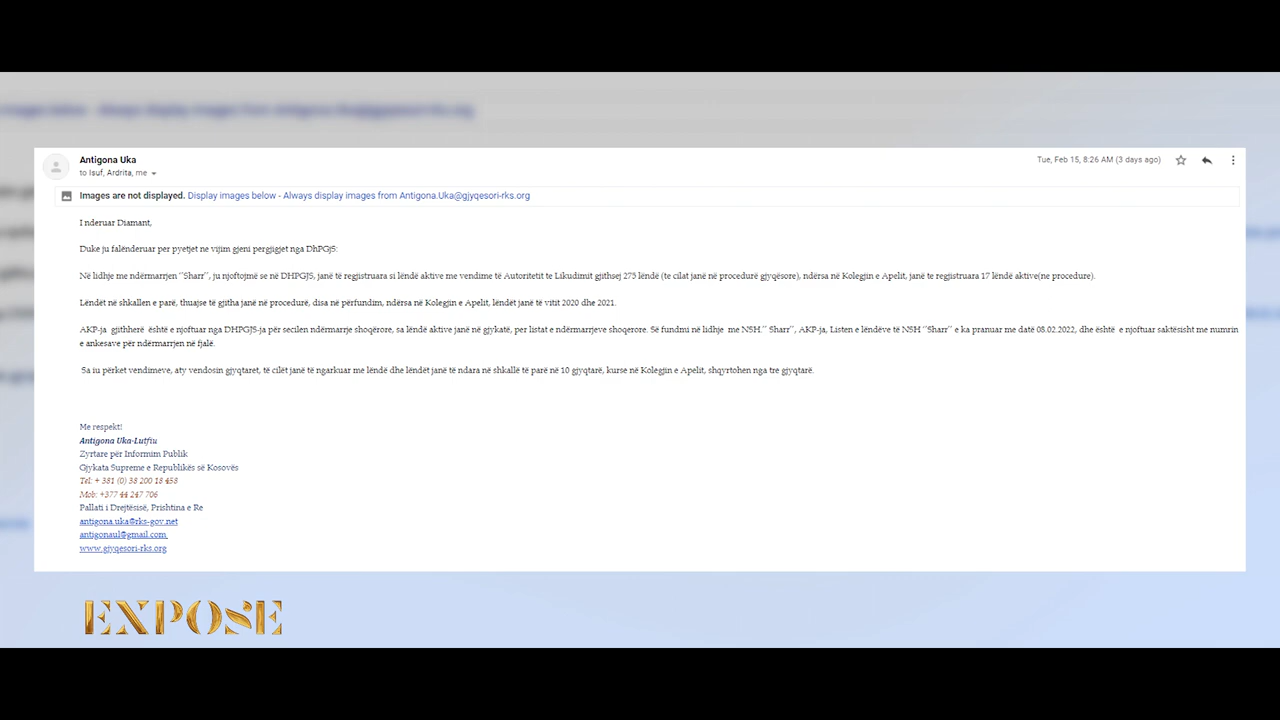 Antigona Uka
Tue, Feb 15, 8:26 AM (3 days ago)
to Isuf, Ardrita, me
Images are not displayed. Display images below - Always display images from Antigona.Uka@gjyqesori-rks.org
I nderuar Diamant,
Duke ju falënderuar per pyetjet ne vijim gjeni pergjigjet nga DhPGjS:
Në lidhje me ndërmarrjen ‘‘Sharr’’, ju njoftojmë se në DHPGJS, janë të regjistruara si lëndë aktive me vendime të Autoritetit te Likudimit gjithsej 275 lëndë (te cilat janë në procedurë gjyqësore), ndërsa në Kolegjin e Apelit, janë te regjistruara 17 lëndë aktive(ne procedure).
Lëndët në shkallen e parë, thuajse të gjitha janë në procedurë, disa në përfundim, ndërsa në Kolegjin e Apelit, lëndët janë të vitit 2020 dhe 2021.
AKP-ja gjithherë është e njoftuar nga DHPGJS-ja për secilen ndërmarrje shoqërore, sa lëndë aktive janë në gjykatë, per listat e ndërmarrjeve shoqerore. Së fundmi në lidhje me NSH.’’ Sharr’’, AKP-ja, Listen e lëndëve të NSH ‘‘Sharr’’ e ka pranuar me datë 08.02.2022, dhe është e njoftuar saktësisht me numrin
e ankesave për ndërmarrjen në fjalë.
Sa iu përket vendimeve, aty vendosin gjyqtaret, të cilët janë të ngarkuar me lëndë dhe lëndët janë të ndara në shkallë të parë në 10 gjyqtarë, kurse në Kolegjin e Apelit, shqyrtohen nga tre gjyqtarë.
Me respekt!
Antigona Uka-Lutfiu
Zyrtare për Informim Publik
Gjykata Supreme e Republikës së Kosovës
Tel: + 381 (0) 38 200 18 458
Mob: +377 44 247 706
Pallati i Drejtësisë, Prishtina e Re
antigona.uka@rks-gov.net
antigonaul@gmail.com
www.gjyqesori-rks.org
EXPOSE